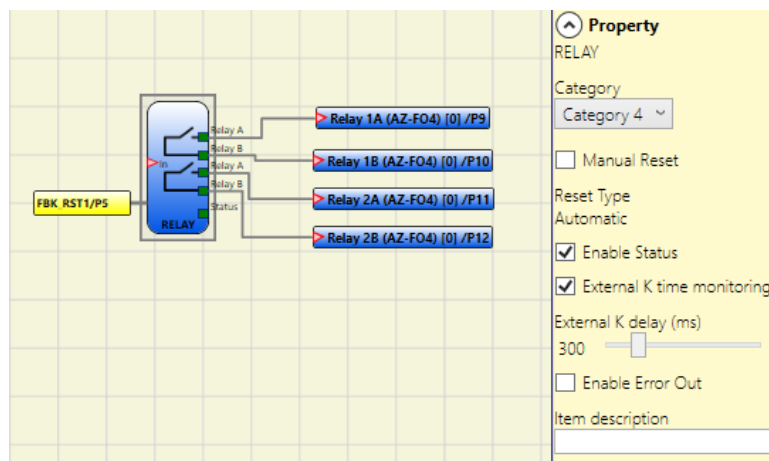 Relay A
Relay B
In
Relay A
Relay B
Status
RELAY
FBK RST1/P5
Relay 1A (AZ-FO4) [0] /P9
Relay 1B (AZ-FO4) [0] /P10
Relay 2A (AZ-FO4) [0] /P11
Relay 2B (AZ-FO4) [0] /P12
Property
RELAY
Category
Category 4
Manual Reset
Reset Type
Automatic
Enable Status
External K time monitoring
External K delay (ms)
300
Enable Error Out
Item description